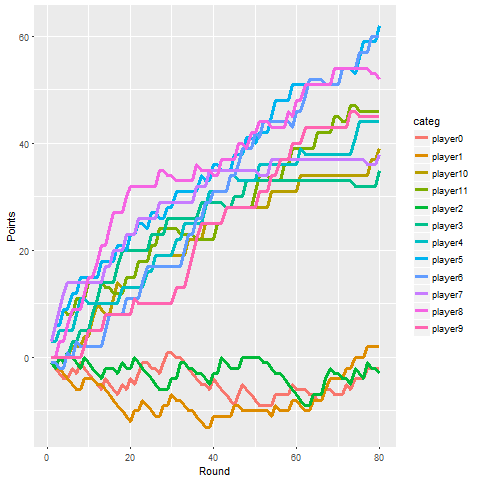 60
40
20
0
Points
0
20
40
60
80
Round
categ
player0
player1
player10
player11
player2
player3
player4
player5
player6
player7
player8
player9